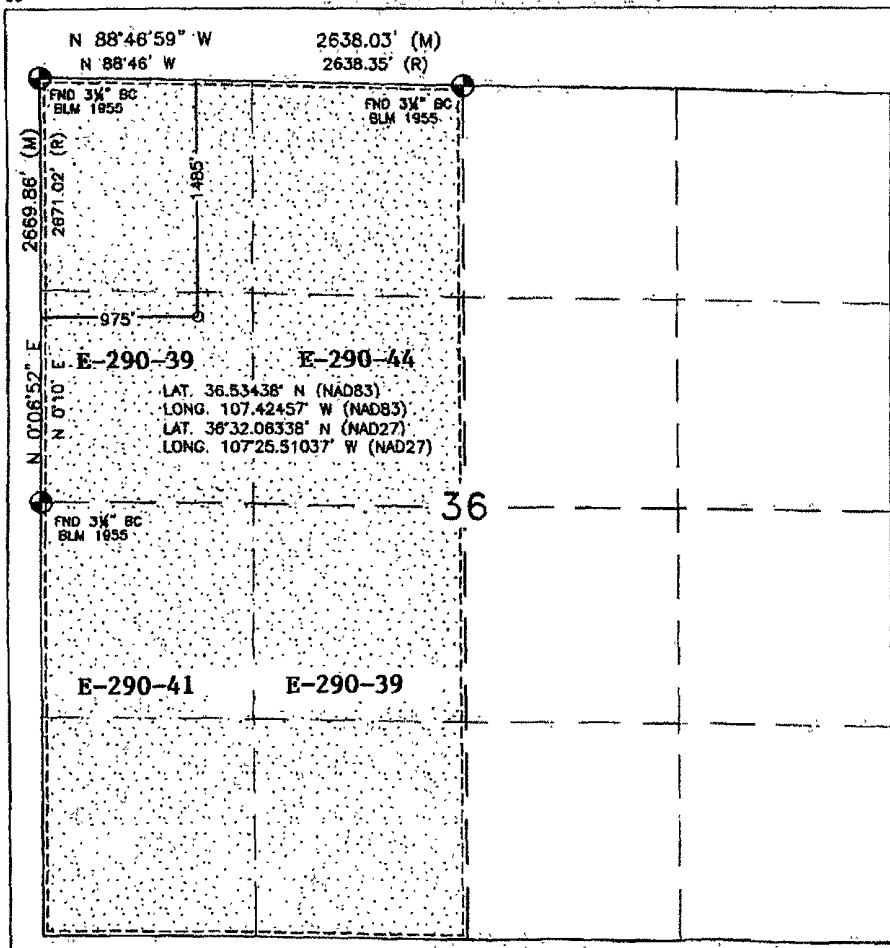 N 88°46'59" W 2638.03' (M)
N 88°46' W 2638.35' (R)
FND 3¼" BC
BLM 1955
FND 3¼" BC
BLM 1955
2669.86' (M)
2671.02' (R)
1485'
975'
N 0°06'52" E
N 0°10' E
E-290-39 E-290-44
LAT. 36.53438° N (NAD83)
LONG. 107.42457° W (NAD83)
LAT. 36°32.06338' N (NAD27)
LONG. 107°25.51037' W (NAD27)
36
FND 3¼" BC
BLM 1955
E-290-41 E-290-39